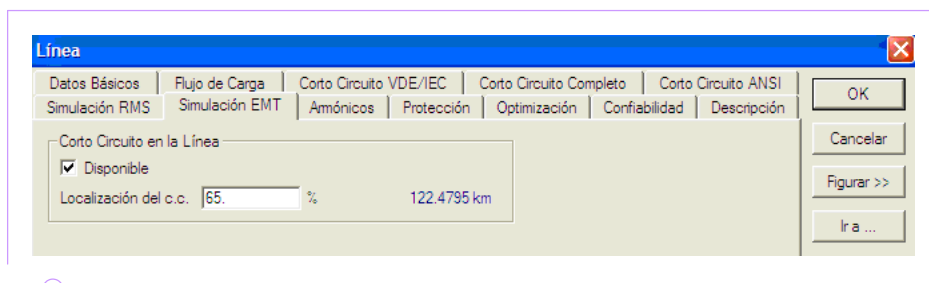 Línea
Datos Básicos Flujo de Carga Corto Circuito VDE/IEC Corto Circuito Completo Corto Circuito ANSI
Simulación RMS Simulación EMT Armónicos Protección Optimización Confiabilidad Descripción
Corto Circuito en la Línea
Disponible
Localización del c.c. 65. % 122.4795 km
OK
Cancelar
Figurar >>
Ir a ...